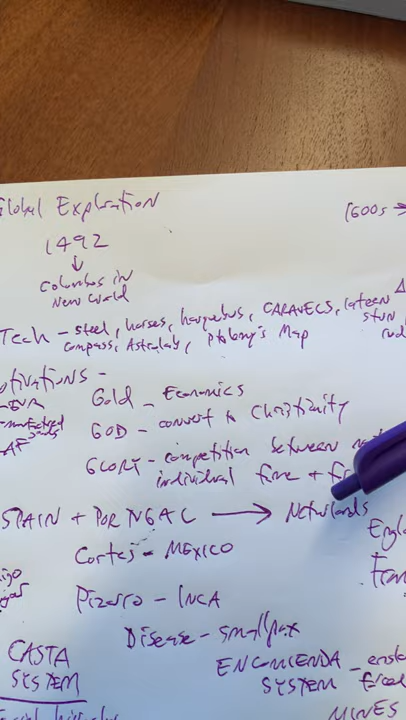 Global Exploration
1600s →
1492
↓
Columbus in
New World
Tech - steel, horses, harquebus, CARAVELS, lateen
compass, Astrolab, Ptolemy's Map
Gold - Economics
GOD - convert to Christianity
GLORY - competition between
individual fame +
SPAIN + PORTUGAL → Netherlands
Cortes - MEXICO
Pizarro - INCA
Disease - smallpox
CASTA
SYSTEM
ENCOMIENDA
SYSTEM
MINES